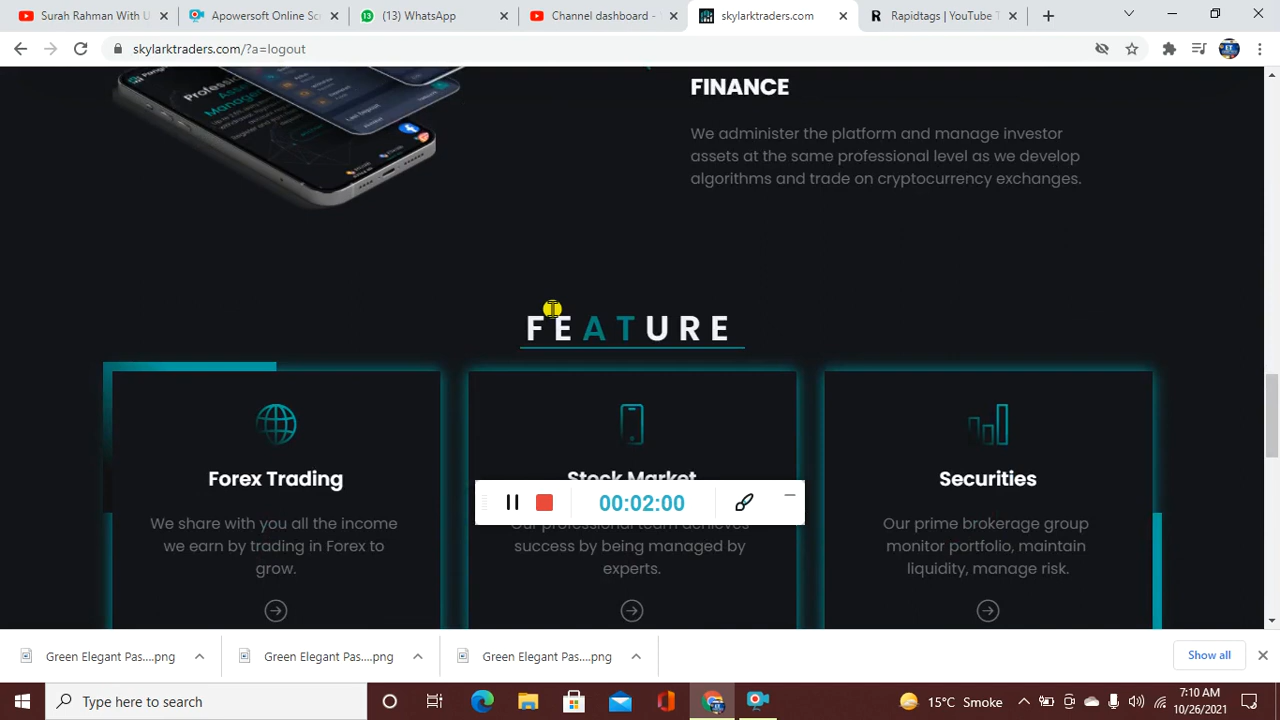 Surah Rahman With U
Apowersoft Online Scr
(13) WhatsApp
Channel dashboard -
skylarktraders.com
Rapidtags | YouTube T
skylarktraders.com/?a=logout
FINANCE
We administer the platform and manage investor
assets at the same professional level as we develop
algorithms and trade on cryptocurrency exchanges.
FEATURE
Forex Trading
We share with you all the income
we earn by trading in Forex to
grow.
Stock Market
Our professional team achieves
success by being managed by
experts.
Securities
Our prime brokerage group
monitor portfolio, maintain
liquidity, manage risk.
00:02:00
Green Elegant Pas....png
Green Elegant Pas....png
Green Elegant Pas....png
Show all
Type here to search
15°C Smoke
7:10 AM
10/26/2021